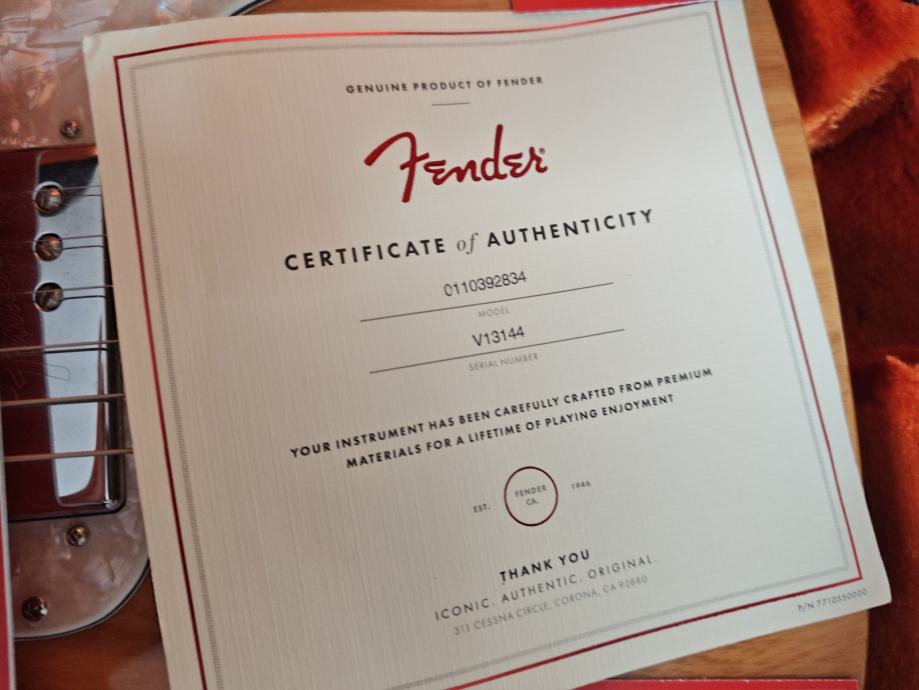 GENUINE PRODUCT OF FENDER
Fender®
CERTIFICATE of AUTHENTICITY
0110392834
MODEL
V13144
SERIAL NUMBER
YOUR INSTRUMENT HAS BEEN CAREFULLY CRAFTED FROM PREMIUM
MATERIALS FOR A LIFETIME OF PLAYING ENJOYMENT
EST. FENDER CA. 1946
THANK YOU
ICONIC. AUTHENTIC. ORIGINAL.
311 CESSNA CIRCLE, CORONA, CA 92880
P/N 7710550000